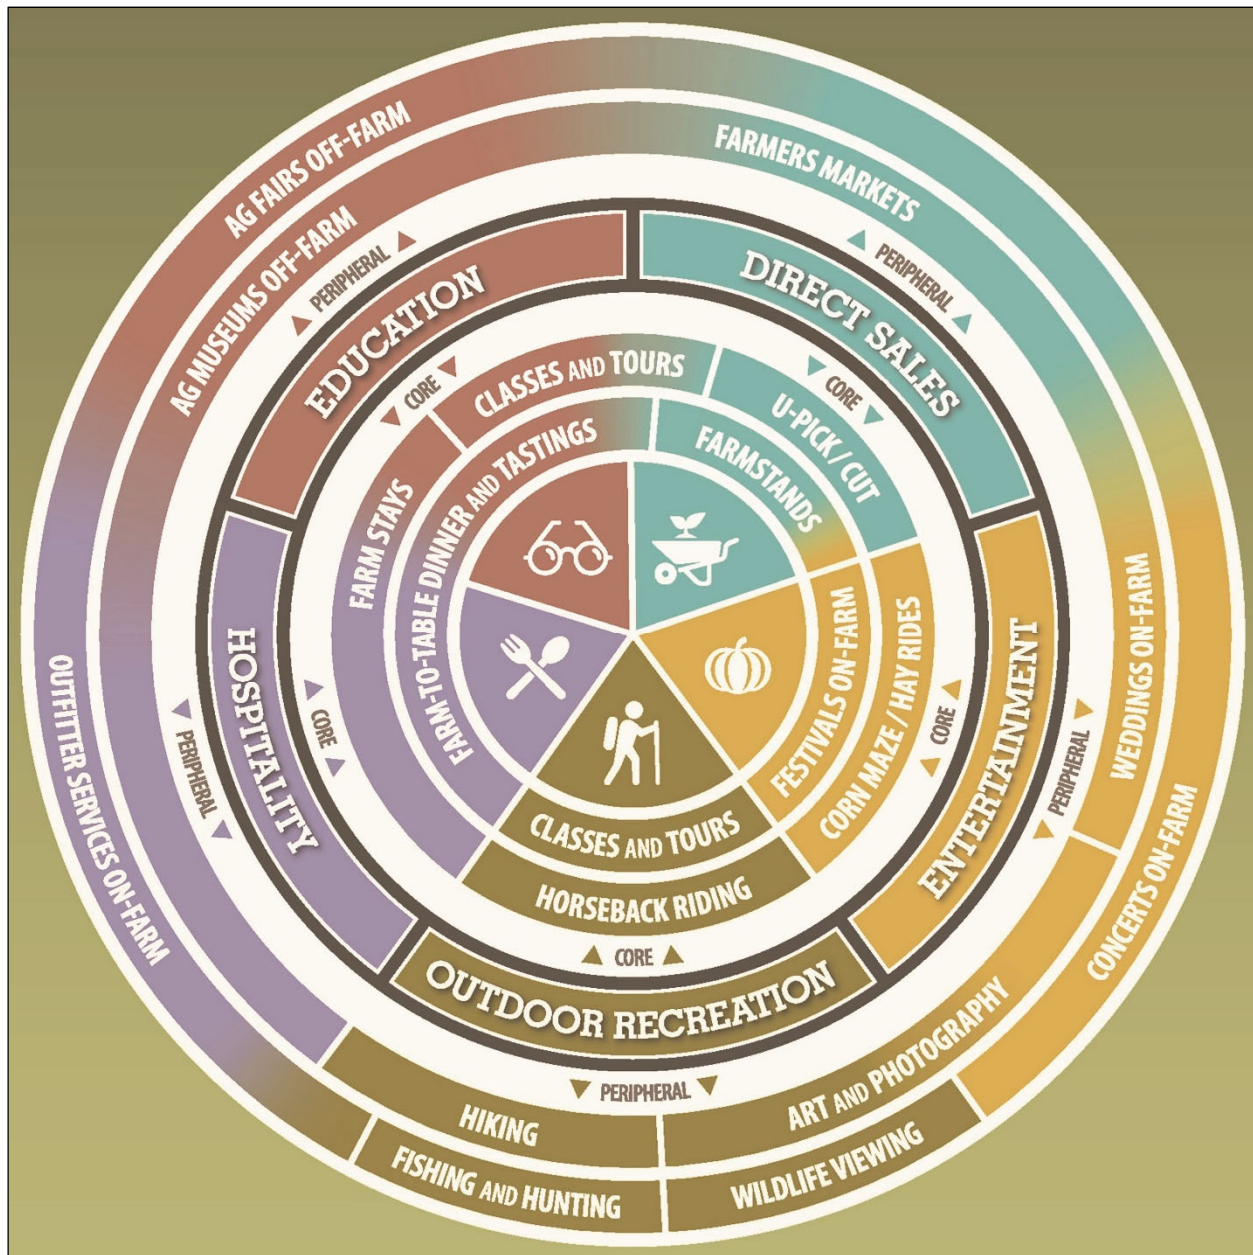 AG FAIRS OFF-FARM
AG MUSEUMS OFF-FARM
FARMERS MARKETS
PERIPHERAL
PERIPHERAL
EDUCATION
DIRECT SALES
CORE
CORE
CLASSES AND TOURS
U-PICK / CUT
FARM STAYS
FARM-TO-TABLE DINNER AND TASTINGS
FARMSTANDS
HOSPITALITY
CORE
PERIPHERAL
OUTFITTER SERVICES ON-FARM
FESTIVALS ON-FARM
CORN MAZE / HAY RIDES
CORE
ENTERTAINMENT
PERIPHERAL
WEDDINGS ON-FARM
CONCERTS ON-FARM
CLASSES AND TOURS
HORSEBACK RIDING
CORE
OUTDOOR RECREATION
PERIPHERAL
HIKING
ART AND PHOTOGRAPHY
FISHING AND HUNTING
WILDLIFE VIEWING